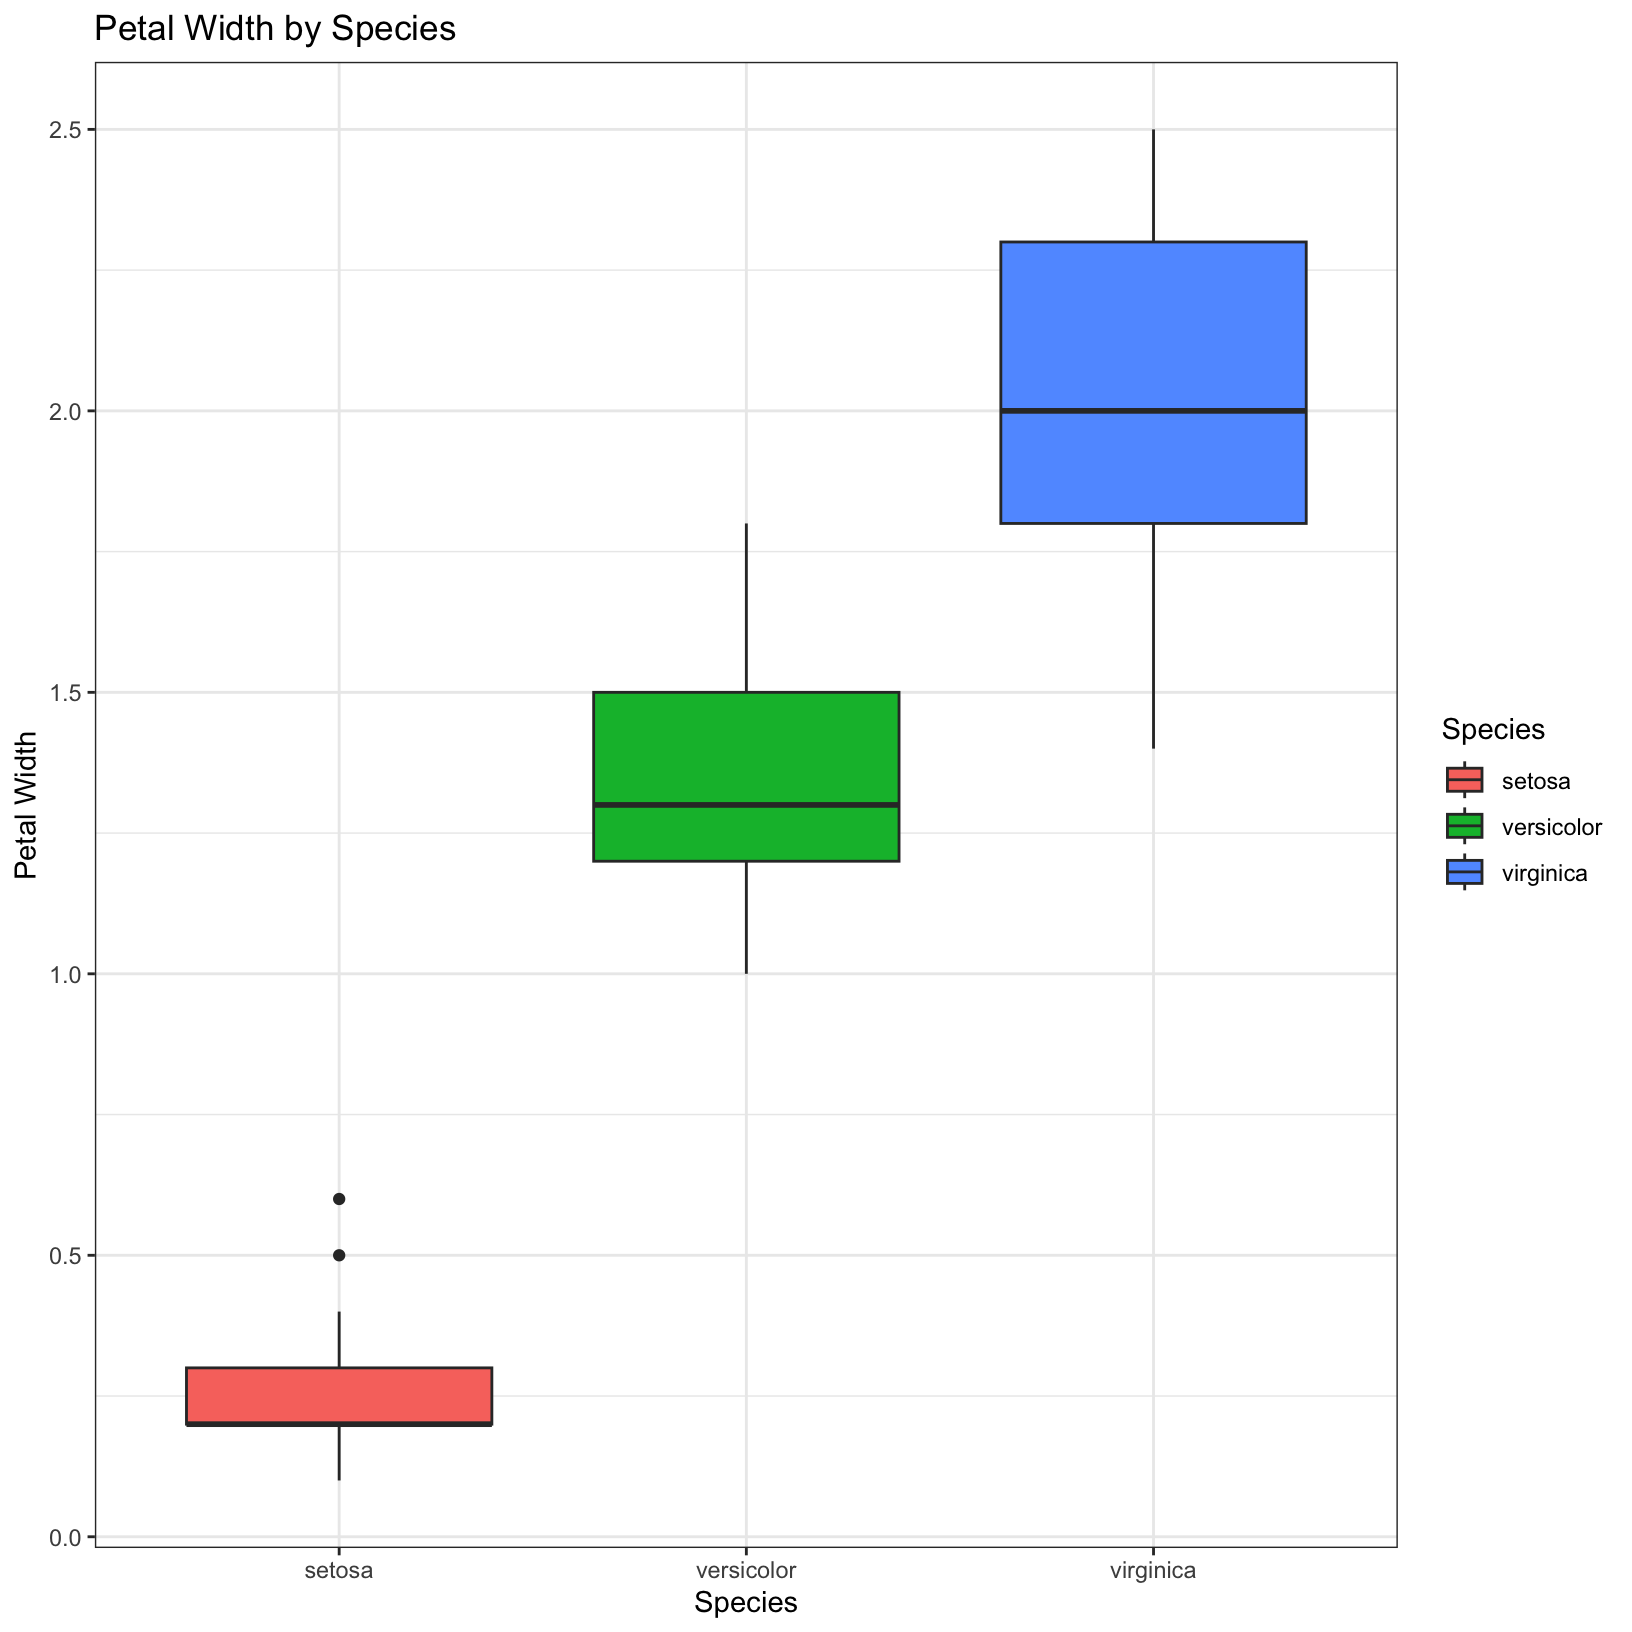 Petal Width by Species
2.5
2.0
1.5
1.0
0.5
0.0
Petal Width
setosa
versicolor
virginica
Species
Species
setosa
versicolor
virginica